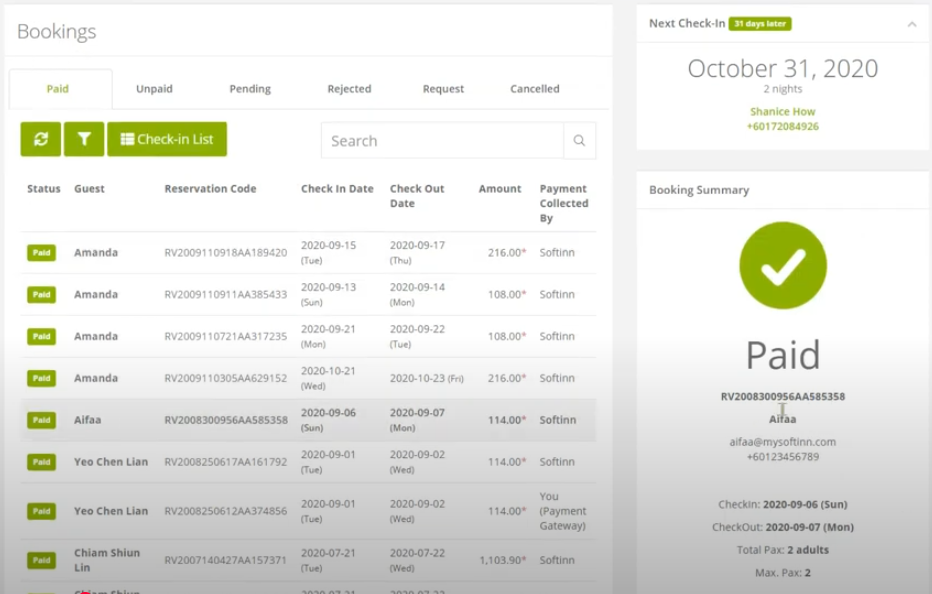 Bookings
Paid
Unpaid
Pending
Rejected
Request
Cancelled
Check-in List
Search
Status Guest Reservation Code Check In Date Check Out Date Amount Payment Collected By
Paid Amanda RV2009110918AA189420 2020-09-15 (Tue) 2020-09-17 (Thu) 216.00* Softinn
Paid Amanda RV2009110911AA385433 2020-09-13 (Sun) 2020-09-14 (Mon) 108.00* Softinn
Paid Amanda RV2009110721AA317235 2020-09-21 (Mon) 2020-09-22 (Tue) 108.00* Softinn
Paid Amanda RV2009110305AA629152 2020-10-21 (Wed) 2020-10-23 (Fri) 216.00* Softinn
Paid Aifaa RV2008300956AA585358 2020-09-06 (Sun) 2020-09-07 (Mon) 114.00* Softinn
Paid Yeo Chen Lian RV2008250617AA161792 2020-09-01 (Tue) 2020-09-02 (Wed) 114.00* Softinn
Paid Yeo Chen Lian RV2008250612AA374856 2020-09-01 (Tue) 2020-09-02 (Wed) 114.00* You (Payment Gateway)
Paid Chiam Shiun Lin RV2007140427AA157371 2020-07-21 (Tue) 2020-07-22 (Wed) 1,103.90* Softinn
Next Check-In 31 days later
October 31, 2020
2 nights
Shanice How
+60172084926
Booking Summary
Paid
RV2008300956AA585358
Aifaa
aifaa@mysoftinn.com
+60123456789
CheckIn: 2020-09-06 (Sun)
CheckOut: 2020-09-07 (Mon)
Total Pax: 2 adults
Max. Pax: 2